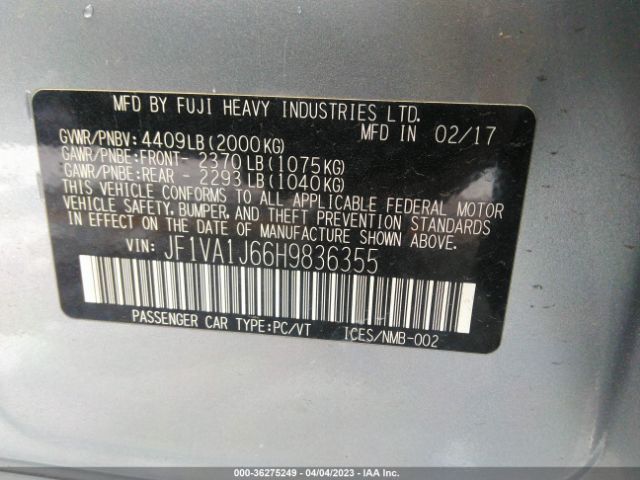 MFD BY FUJI HEAVY INDUSTRIES LTD.
MFD IN 02/17
GVWR/PNBV: 4409LB(2000KG)
GAWR/PNBE:FRONT- 2370LB(1075KG)
GAWR/PNBE:REAR - 2293LB(1040KG)
THIS VEHICLE CONFORMS TO ALL APPLICABLE FEDERAL MOTOR
VEHICLE SAFETY, BUMPER, AND THEFT PREVENTION STANDARDS
IN EFFECT ON THE DATE OF MANUFACTURE SHOWN ABOVE.
VIN: JF1VA1J66H9836355
PASSENGER CAR TYPE:PC/VT ICES/NMB-002
000-36275249 - 04/04/2023 - IAA Inc.